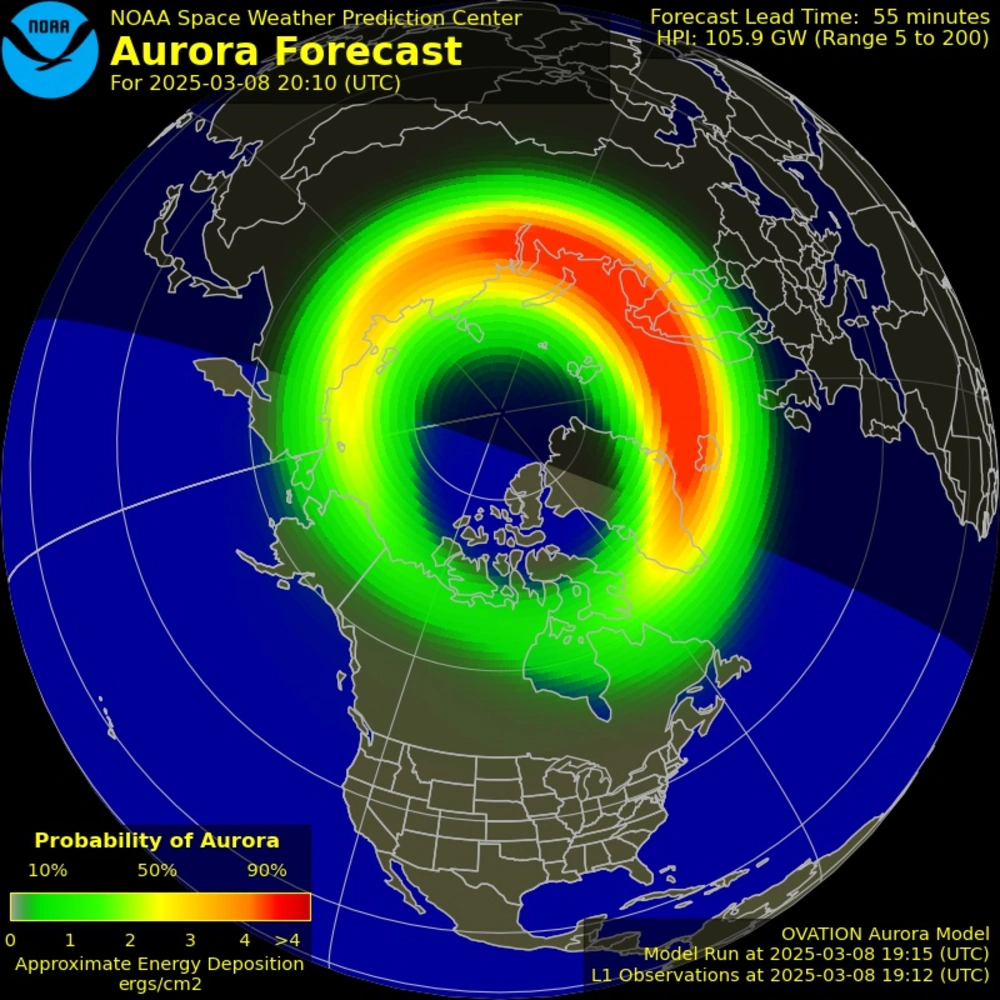 NOAA
NOAA Space Weather Prediction Center
Aurora Forecast
For 2025-03-08 20:10 (UTC)
Forecast Lead Time: 55 minutes
HPI: 105.9 GW (Range 5 to 200)
Probability of Aurora
10% 50% 90%
0 1 2 3 4 >4
Approximate Energy Deposition
ergs/cm2
OVATION Aurora Model
Model Run at 2025-03-08 19:15 (UTC)
L1 Observations at 2025-03-08 19:12 (UTC)